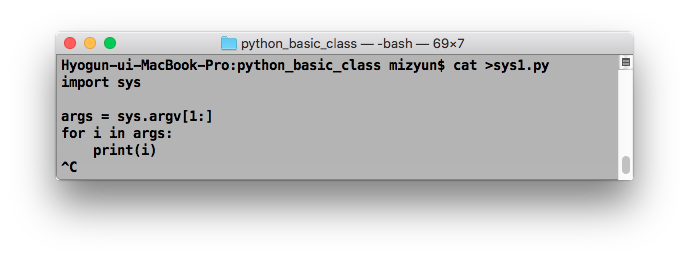 python_basic_class — -bash — 69×7
Hyogun-ui-MacBook-Pro:python_basic_class mizyun$ cat >sys1.py
import sys

args = sys.argv[1:]
for i in args:
    print(i)
^C